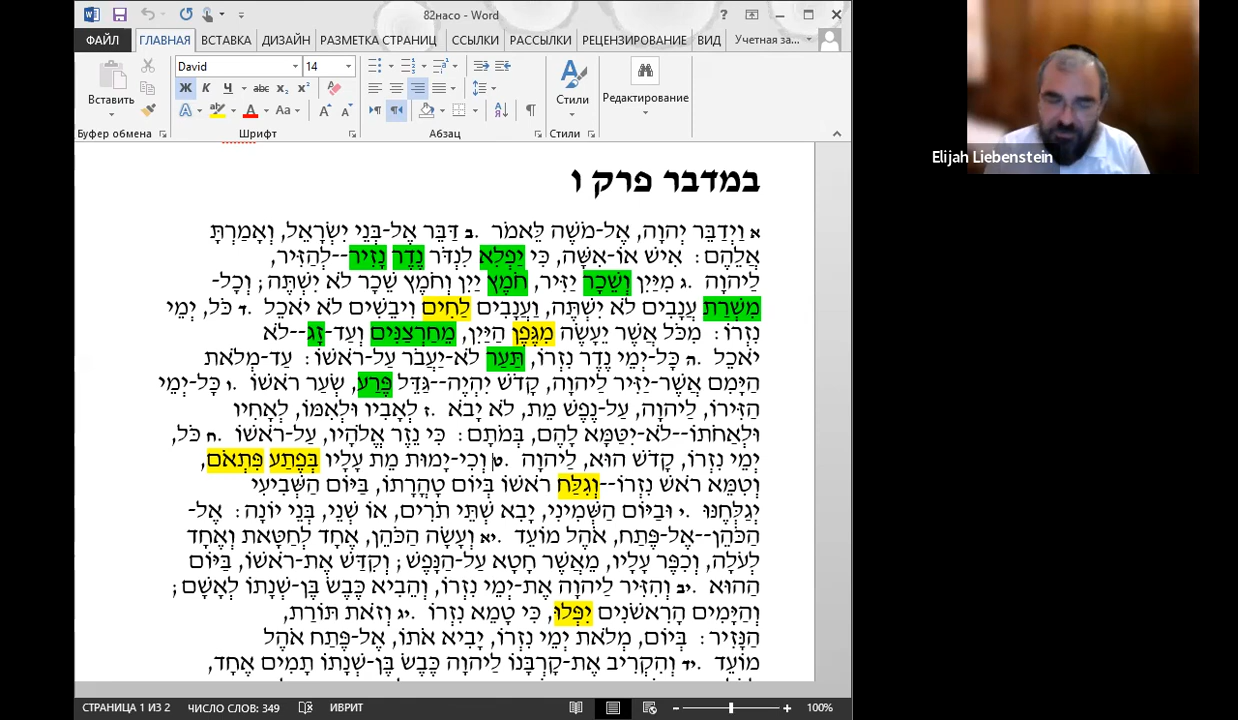 82насо - Word
ФАЙЛ ГЛАВНАЯ ВСТАВКА ДИЗАЙН РАЗМЕТКА СТРАНИЦ ССЫЛКИ РАССЫЛКИ РЕЦЕНЗИРОВАНИЕ ВИД Учетная за...
David 14
Вставить Стили Редактирование
Буфер обмена Шрифт Абзац Стили
Elijah Liebenstein
במדבר פרק ו
א וַיְדַבֵּר יְהוָה, אֶל-מֹשֶׁה לֵּאמֹר. ב דַּבֵּר אֶל-בְּנֵי יִשְׂרָאֵל, וְאָמַרְתָּ
אֲלֵהֶם: אִישׁ אוֹ-אִשָּׁה, כִּי יַפְלִא לִנְדֹּר נֶדֶר נָזִיר--לְהַזִּיר,
לַיהוָה. ג מִיַּיִן וְשֵׁכָר יַזִּיר, חֹמֶץ יַיִן וְחֹמֶץ שֵׁכָר לֹא יִשְׁתֶּה; וְכָל-
מִשְׁרַת עֲנָבִים לֹא יִשְׁתֶּה, וַעֲנָבִים לַחִים וִיבֵשִׁים לֹא יֹאכֵל. ד כֹּל, יְמֵי
נִזְרוֹ: מִכֹּל אֲשֶׁר יֵעָשֶׂה מִגֶּפֶן הַיַּיִן, מֵחַרְצַנִּים וְעַד-זָג--לֹא
יֹאכֵל. ה כָּל-יְמֵי נֶדֶר נִזְרוֹ, תַּעַר לֹא-יַעֲבֹר עַל-רֹאשׁוֹ: עַד-מְלֹאת
הַיָּמִם אֲשֶׁר-יַזִּיר לַיהוָה, קָדֹשׁ יִהְיֶה--גַּדֵּל פֶּרַע, שְׂעַר רֹאשׁוֹ. ו כָּל-יְמֵי
הַזִּירוֹ, לַיהוָה, עַל-נֶפֶשׁ מֵת, לֹא יָבֹא. ז לְאָבִיו וּלְאִמּוֹ, לְאָחִיו
וּלְאַחֹתוֹ--לֹא-יִטַּמָּא לָהֶם, בְּמֹתָם: כִּי נֵזֶר אֱלֹהָיו, עַל-רֹאשׁוֹ. ח כֹּל,
יְמֵי נִזְרוֹ, קָדֹשׁ הוּא, לַיהוָה. ט וְכִי-יָמוּת מֵת עָלָיו בְּפֶתַע פִּתְאֹם,
וְטִמֵּא רֹאשׁ נִזְרוֹ--וְגִלַּח רֹאשׁוֹ בְּיוֹם טָהֳרָתוֹ, בַּיּוֹם הַשְּׁבִיעִי
יְגַלְּחֶנּוּ. י וּבַיּוֹם הַשְּׁמִינִי, יָבִא שְׁתֵּי תֹרִים, אוֹ שְׁנֵי, בְּנֵי יוֹנָה: אֶל-
הַכֹּהֵן--אֶל-פֶּתַח, אֹהֶל מוֹעֵד. יא וְעָשָׂה הַכֹּהֵן, אֶחָד לְחַטָּאת וְאֶחָד
לְעֹלָה, וְכִפֶּר עָלָיו, מֵאֲשֶׁר חָטָא עַל-הַנָּפֶשׁ; וְקִדַּשׁ אֶת-רֹאשׁוֹ, בַּיּוֹם
הַהוּא. יב וְהִזִּיר לַיהוָה אֶת-יְמֵי נִזְרוֹ, וְהֵבִיא כֶּבֶשׂ בֶּן-שְׁנָתוֹ לְאָשָׁם;
וְהַיָּמִים הָרִאשֹׁנִים יִפְּלוּ, כִּי טָמֵא נִזְרוֹ. יג וְזֹאת תּוֹרַת,
הַנָּזִיר: בְּיוֹם, מְלֹאת יְמֵי נִזְרוֹ, יָבִיא אֹתוֹ, אֶל-פֶּתַח אֹהֶל
מוֹעֵד. יד וְהִקְרִיב אֶת-קָרְבָּנוֹ לַיהוָה כֶּבֶשׂ בֶּן-שְׁנָתוֹ תָמִים אֶחָד,
СТРАНИЦА 1 ИЗ 2 ЧИСЛО СЛОВ: 349 ИВРИТ 100%